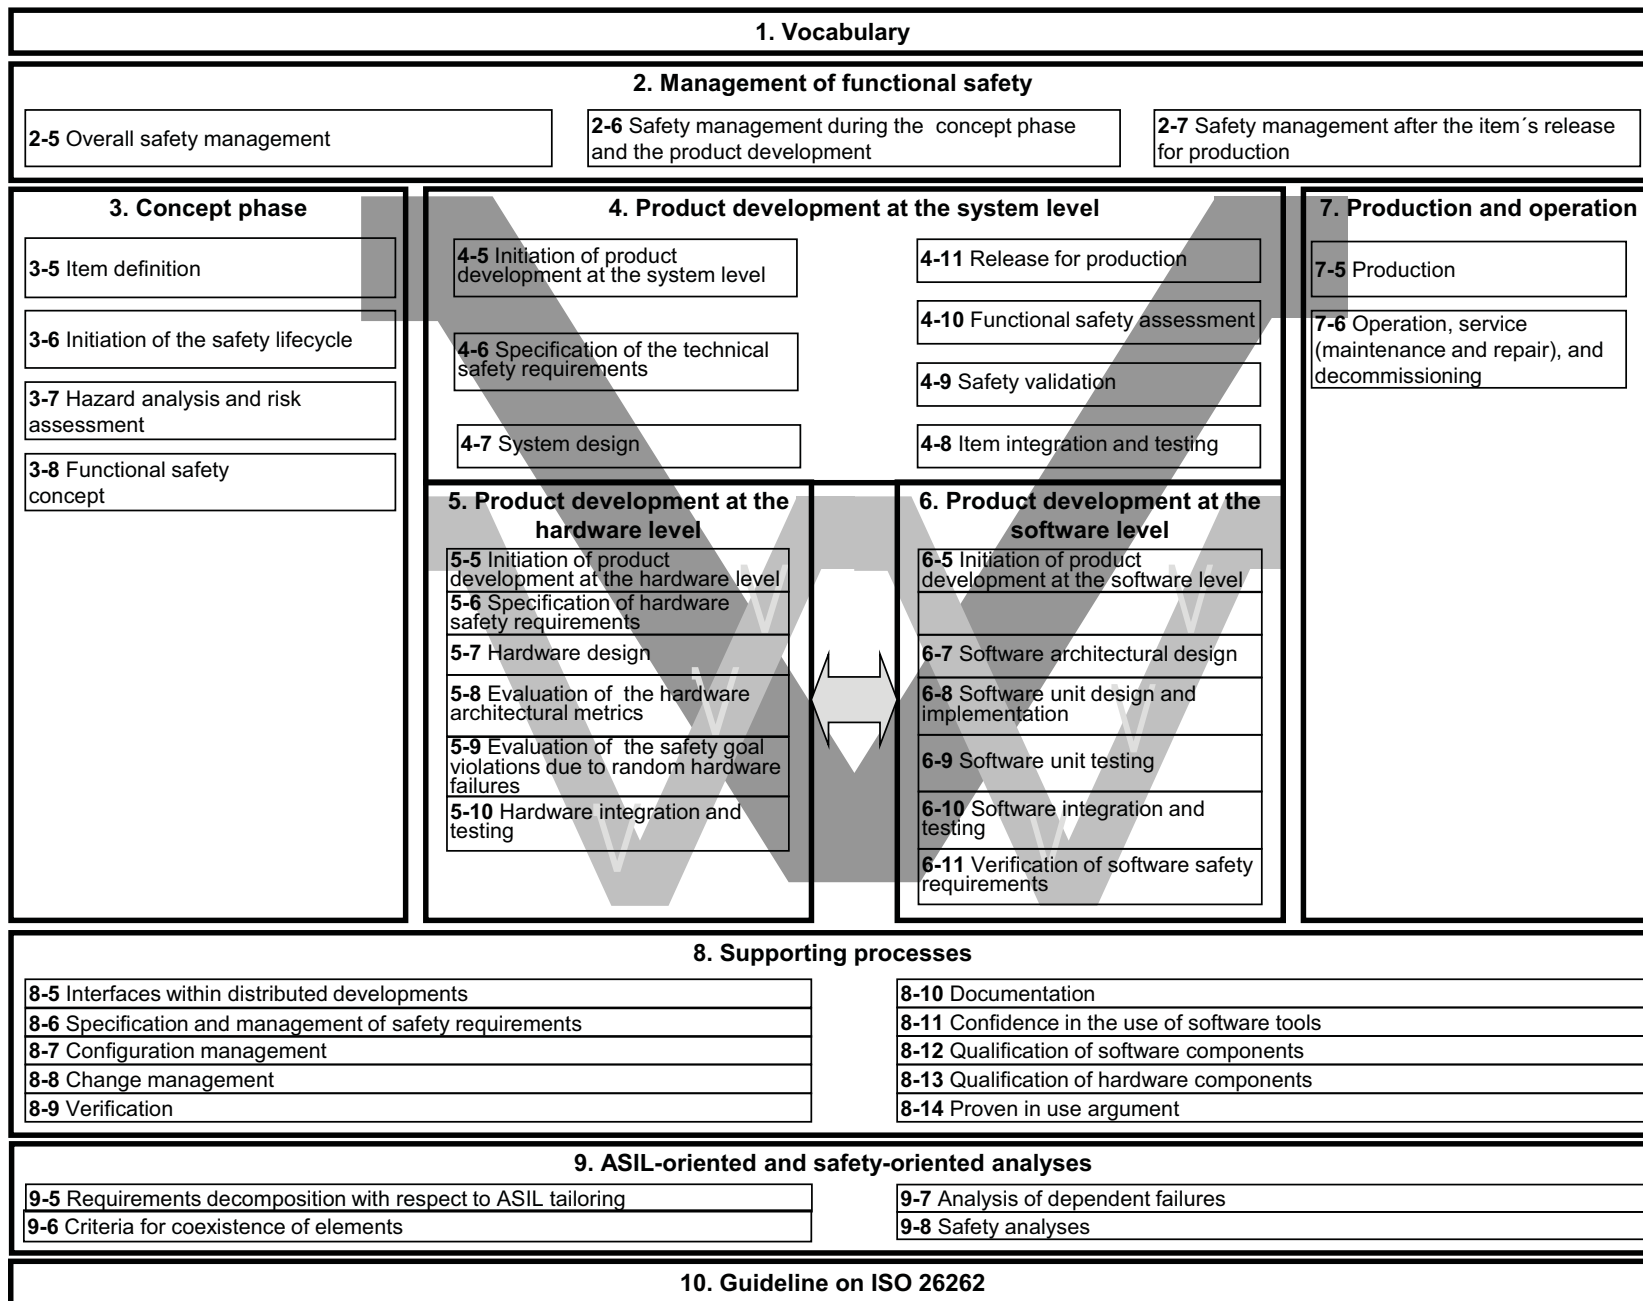 1. Vocabulary
2. Management of functional safety
2-5 Overall safety management
2-6 Safety management during the concept phase
and the product development
2-7 Safety management after the item´s release
for production
3. Concept phase
3-5 Item definition
3-6 Initiation of the safety lifecycle
3-7 Hazard analysis and risk
assessment
3-8 Functional safety
concept
4. Product development at the system level
4-5 Initiation of product
development at the system level
4-6 Specification of the technical
safety requirements
4-7 System design
4-11 Release for production
4-10 Functional safety assessment
4-9 Safety validation
4-8 Item integration and testing
7. Production and operation
7-5 Production
7-6 Operation, service
(maintenance and repair), and
decommissioning
5. Product development at the
hardware level
5-5 Initiation of product
development at the hardware level
5-6 Specification of hardware
safety requirements
5-7 Hardware design
5-8 Evaluation of the hardware
architectural metrics
5-9 Evaluation of the safety goal
violations due to random hardware
failures
5-10 Hardware integration and
testing
6. Product development at the
software level
6-5 Initiation of product
development at the software level
6-7 Software architectural design
6-8 Software unit design and
implementation
6-9 Software unit testing
6-10 Software integration and
testing
6-11 Verification of software safety
requirements
8. Supporting processes
8-5 Interfaces within distributed developments
8-6 Specification and management of safety requirements
8-7 Configuration management
8-8 Change management
8-9 Verification
8-10 Documentation
8-11 Confidence in the use of software tools
8-12 Qualification of software components
8-13 Qualification of hardware components
8-14 Proven in use argument
9. ASIL-oriented and safety-oriented analyses
9-5 Requirements decomposition with respect to ASIL tailoring
9-6 Criteria for coexistence of elements
9-7 Analysis of dependent failures
9-8 Safety analyses
10. Guideline on ISO 26262